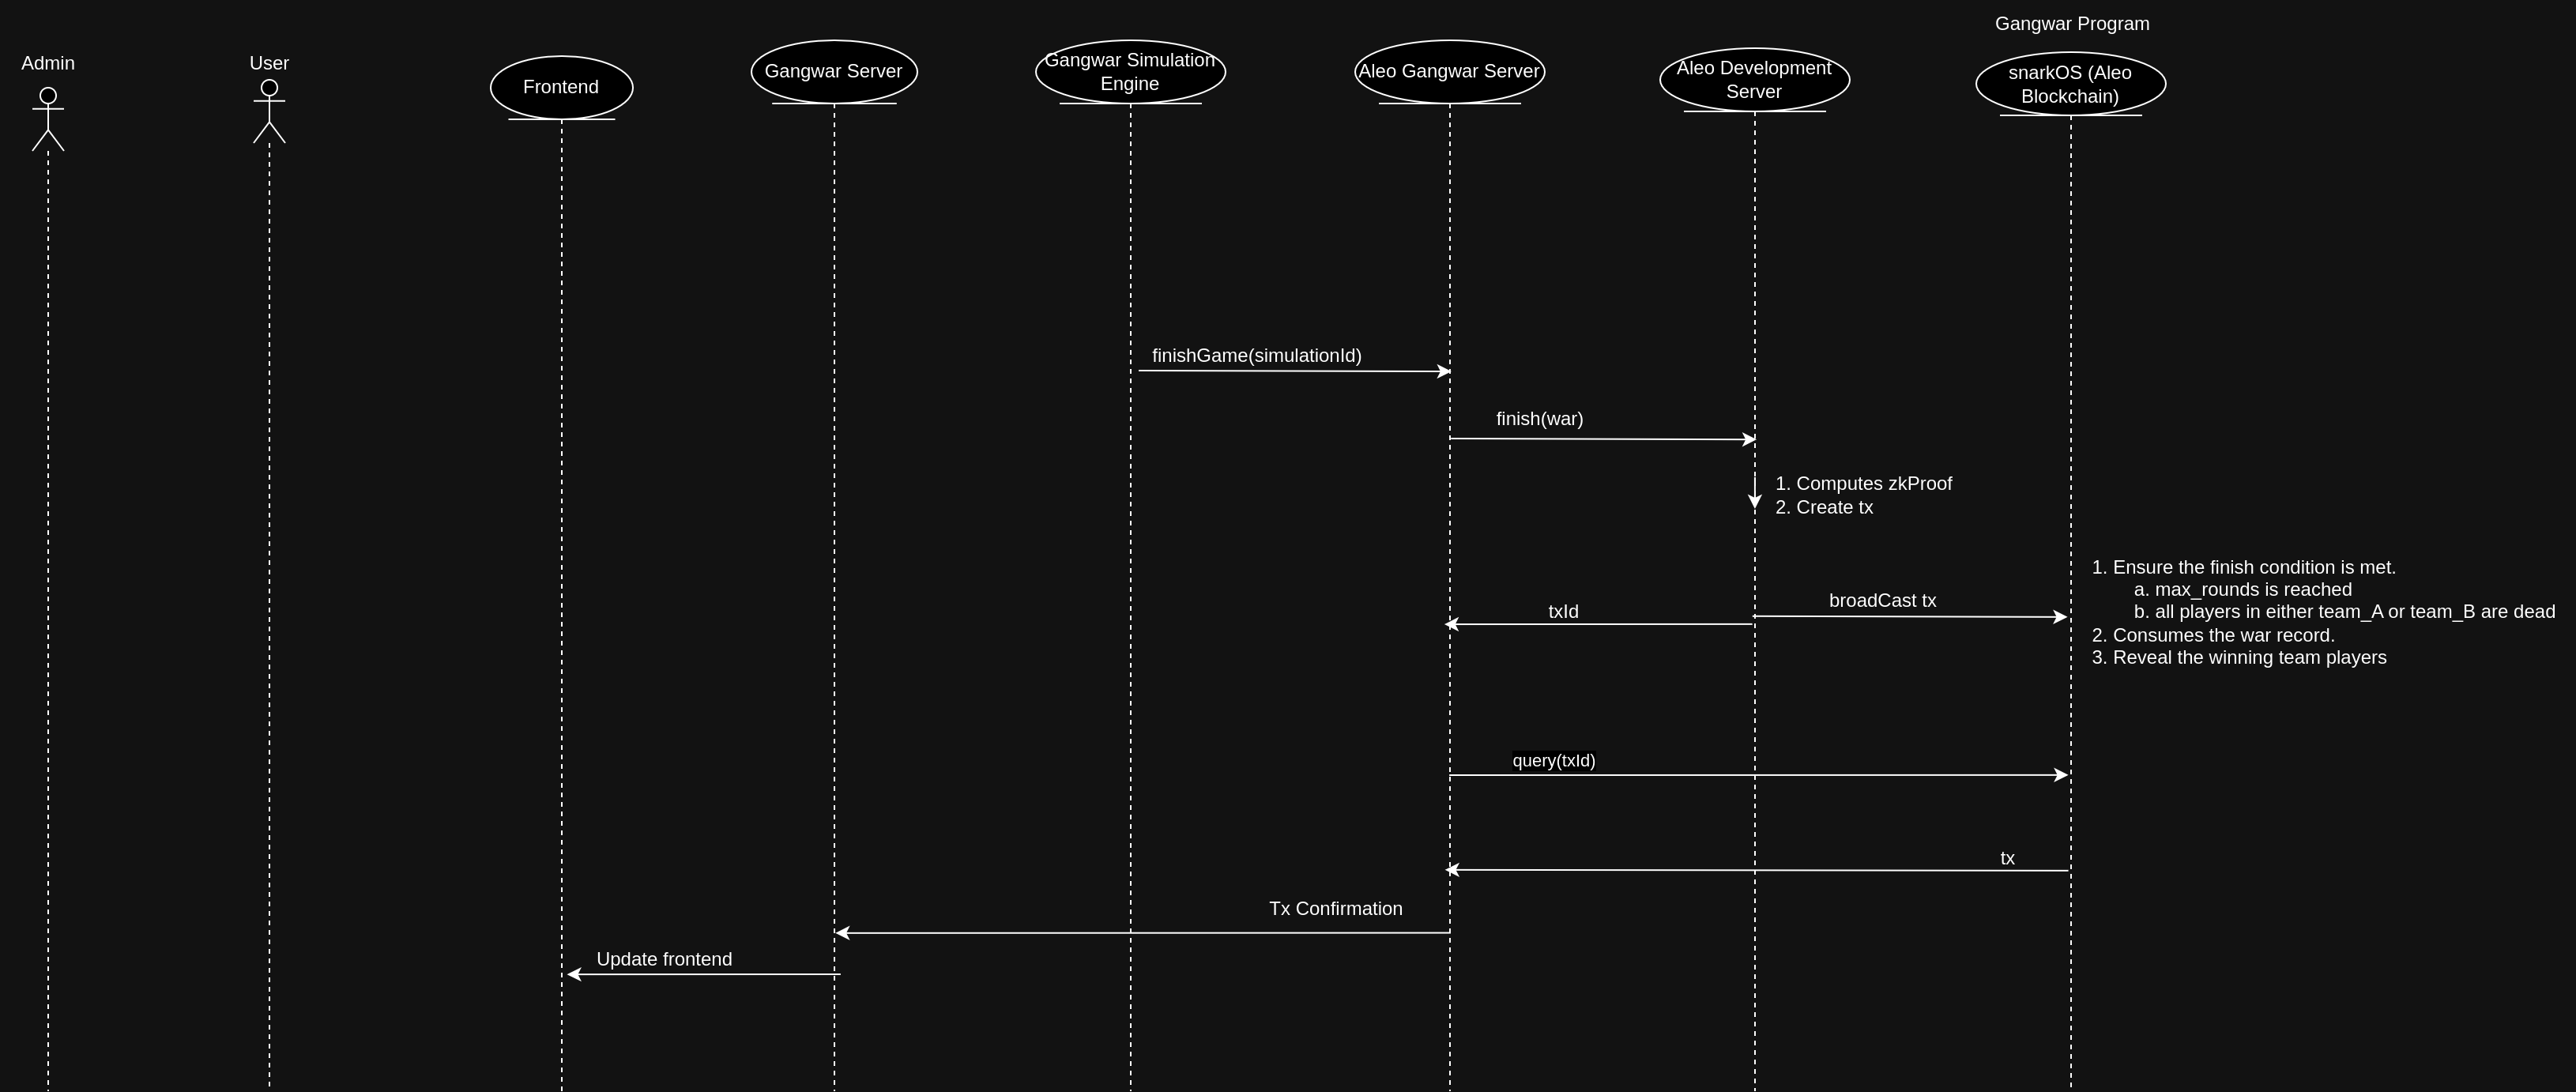 Gangwar Program
Admin
User
Frontend
Gangwar Server
Gangwar Simulation
Engine
Aleo Gangwar Server
Aleo Development
Server
snarkOS (Aleo
Blockchain)
finishGame(simulationId)
finish(war)
1. Computes zkProof
2. Create tx
1. Ensure the finish condition is met.
a. max_rounds is reached
b. all players in either team_A or team_B are dead
2. Consumes the war record.
3. Reveal the winning team players
broadCast tx
txId
query(txId)
tx
Tx Confirmation
Update frontend